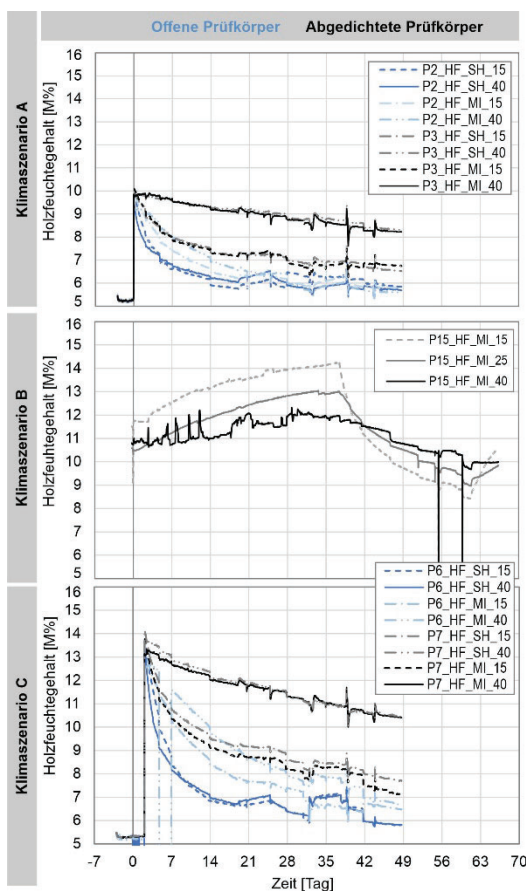 Offene Prüfkörper Abgedichtete Prüfkörper
Klimaszenario A
Holzfeuchtegehalt [M%]
16
15
14
13
12
11
10
9
8
7
6
5
P2_HF_SH_15
P2_HF_SH_40
P2_HF_MI_15
P2_HF_MI_40
P3_HF_SH_15
P3_HF_SH_40
P3_HF_MI_15
P3_HF_MI_40
Klimaszenario B
Holzfeuhtegehalt [M%]
16
15
14
13
12
11
10
9
8
7
6
5
P15_HF_MI_15
P15_HF_MI_25
P15_HF_MI_40
Klimaszenario C
Holzfeuchtegehalt [M%]
16
15
14
13
12
11
10
9
8
7
6
5
P6_HF_SH_15
P6_HF_SH_40
P6_HF_MI_15
P6_HF_MI_40
P7_HF_SH_15
P7_HF_SH_40
P7_HF_MI_15
P7_HF_MI_40
-7 0 7 14 21 28 35 42 49 56 63 70
Zeit [Tag]